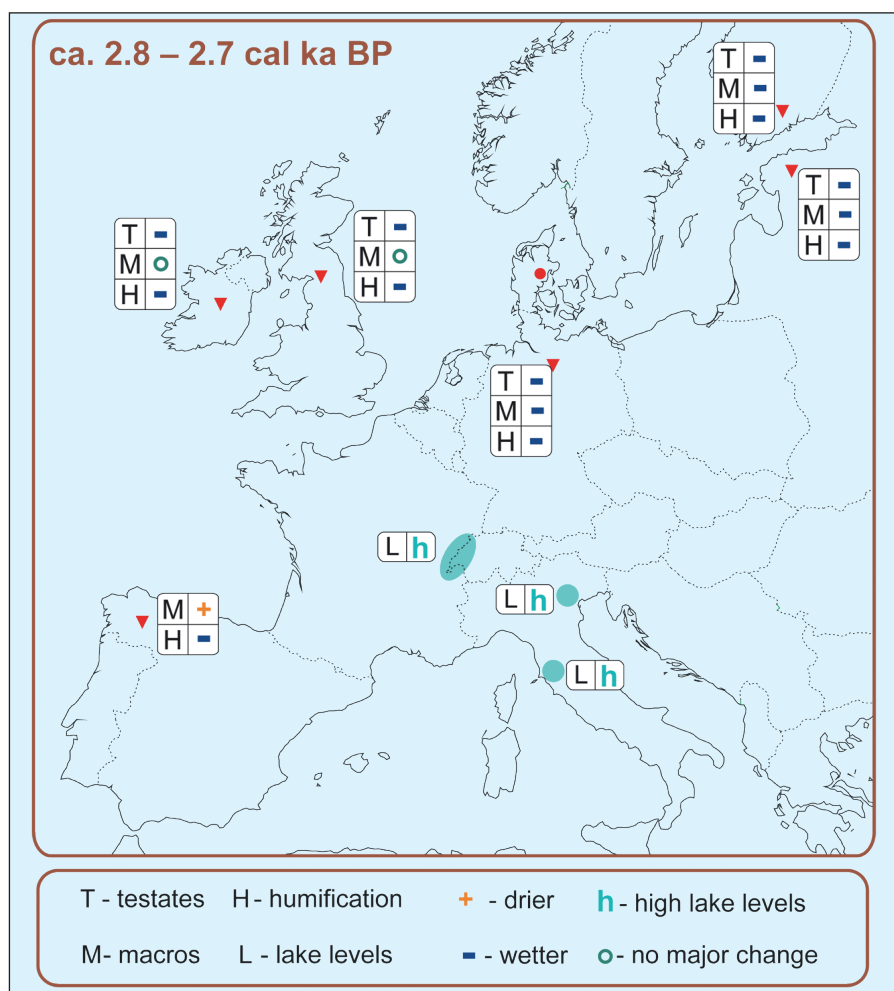 ca. 2.8 – 2.7 cal ka BP
T -
M -
H -
T -
M -
H -
T -
M o
H -
T -
M o
H -
T -
M -
H -
L h
L h
M +
H -
L h
T - testates H - humification + - drier h - high lake levels
M- macros L - lake levels - - wetter o- no major change